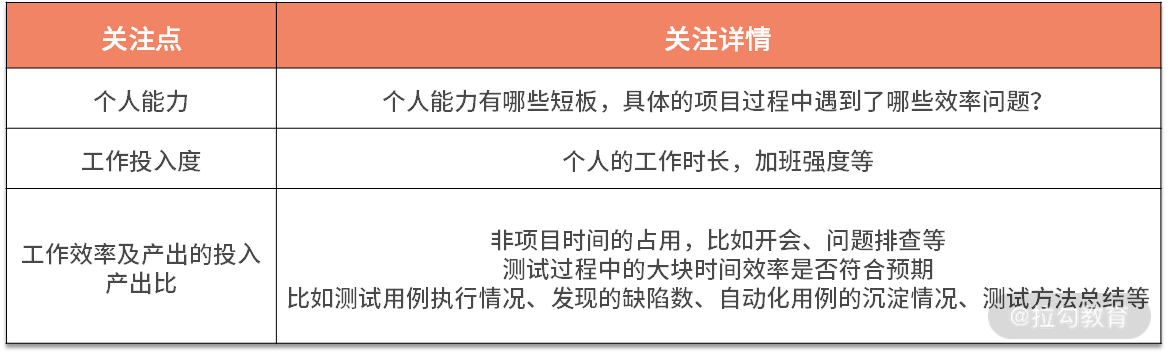 关注点
关注详情
个人能力
个人能力有哪些短板，具体的项目过程中遇到了哪些效率问题？
工作投入度
个人的工作时长，加班强度等
工作效率及产出的投入
产出比
非项目时间的占用，比如开会、问题排查等
测试过程中的大块时间效率是否符合预期
比如测试用例执行情况、发现的缺陷数、自动化用例的沉淀情况、测试方法总结等
@拉勾教育